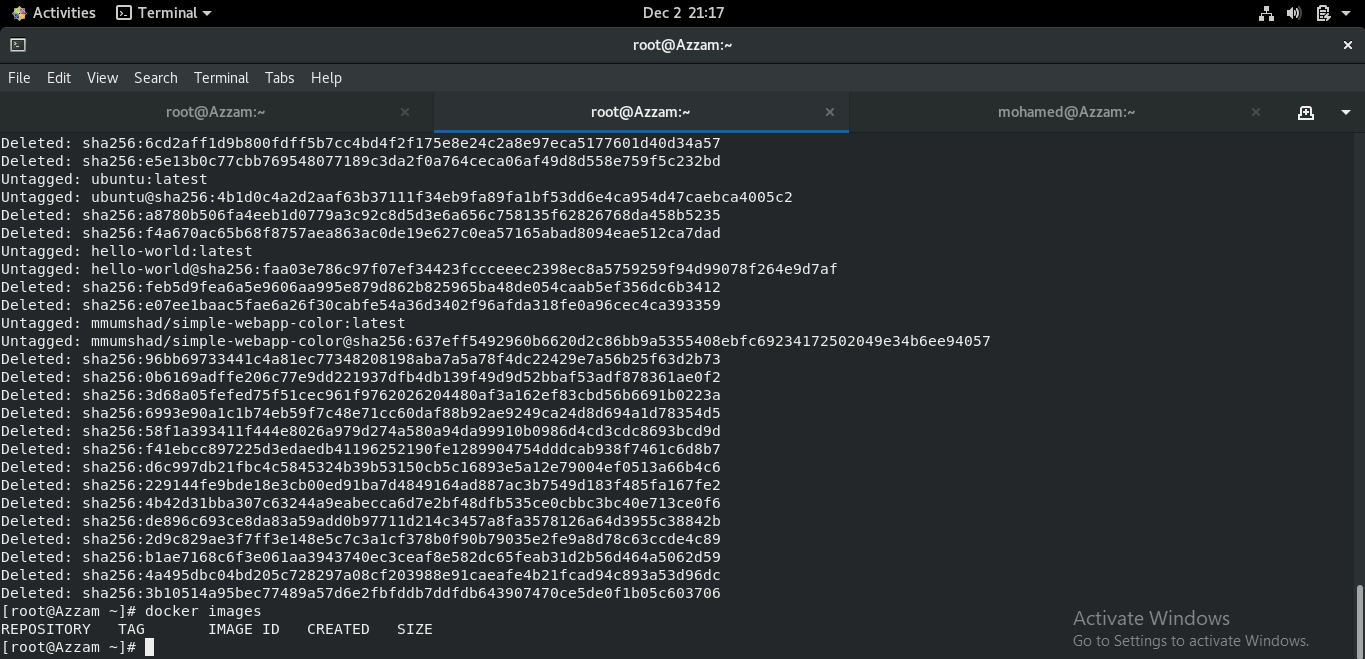 Activities Terminal Dec 2 21:17
root@Azzam:~
File Edit View Search Terminal Tabs Help
root@Azzam:~ root@Azzam:~ mohamed@Azzam:~
Deleted: sha256:6cd2aff1d9b800fdff5b7cc4bd4f2f175e8e24c2a8e97eca5177601d40d34a57
Deleted: sha256:e5e13b0c77cbb769548077189c3da2f0a764ceca06af49d8d558e759f5c232bd
Untagged: ubuntu:latest
Untagged: ubuntu@sha256:4b1d0c4a2d2aaf63b37111f34eb9fa89fa1bf53dd6e4ca954d47caebca4005c2
Deleted: sha256:a8780b506fa4eeb1d0779a3c92c8d5d3e6a656c758135f62826768da458b5235
Deleted: sha256:f4a670ac65b68f8757aea863ac0de19e627c0ea57165abad8094eae512ca7dad
Untagged: hello-world:latest
Untagged: hello-world@sha256:faa03e786c97f07ef34423fccceeec2398ec8a5759259f94d99078f264e9d7af
Deleted: sha256:feb5d9fea6a5e9606aa995e879d862b825965ba48de054caab5ef356dc6b3412
Deleted: sha256:e07ee1baac5fae6a26f30cabfe54a36d3402f96afda318fe0a96cec4ca393359
Untagged: mmumshad/simple-webapp-color:latest
Untagged: mmumshad/simple-webapp-color@sha256:637eff5492960b6620d2c86bb9a5355408ebfc69234172502049e34b6ee94057
Deleted: sha256:96bb69733441c4a81ec77348208198aba7a5a78f4dc22429e7a56b25f63d2b73
Deleted: sha256:0b6169adffe206c77e9dd221937dfb4db139f49d9d52bbaf53adf878361ae0f2
Deleted: sha256:3d68a05fefed75f51cec961f9762026204480af3a162ef83cbd56b6691b0223a
Deleted: sha256:6993e90a1c1b74eb59f7c48e71cc60daf88b92ae9249ca24d8d694a1d78354d5
Deleted: sha256:58f1a393411f444e8026a979d274a580a94da99910b0986d4cd3cdc8693bcd9d
Deleted: sha256:f41ebcc897225d3edaedb41196252190fe1289904754dddcab938f7461c6d8b7
Deleted: sha256:d6c997db21fbc4c5845324b39b53150cb5c16893e5a12e79004ef0513a66b4c6
Deleted: sha256:229144fe9bde18e3cb00ed91ba7d4849164ad887ac3b7549d183f485fa167fe2
Deleted: sha256:4b42d31bba307c63244a9eabecca6d7e2bf48dfb535ce0cbbc3bc40e713ce0f6
Deleted: sha256:de896c693ce8da83a59add0b97711d214c3457a8fa3578126a64d3955c38842b
Deleted: sha256:2d9c829ae3f7ff3e148e5c7c3a1cf378b0f90b79035e2fe9a8d78c63ccde4c89
Deleted: sha256:b1ae7168c6f3e061aa3943740ec3ceaf8e582dc65feab31d2b56d464a5062d59
Deleted: sha256:4a495dbc04bd205c728297a08cf203988e91caeafe4b21fcad94c893a53d96dc
Deleted: sha256:3b10514a95bec77489a57d6e2fbfddb7ddfdb643907470ce5de0f1b05c603706
[root@Azzam ~]# docker images
REPOSITORY TAG IMAGE ID CREATED SIZE
[root@Azzam ~]#
Activate Windows
Go to Settings to activate Windows.